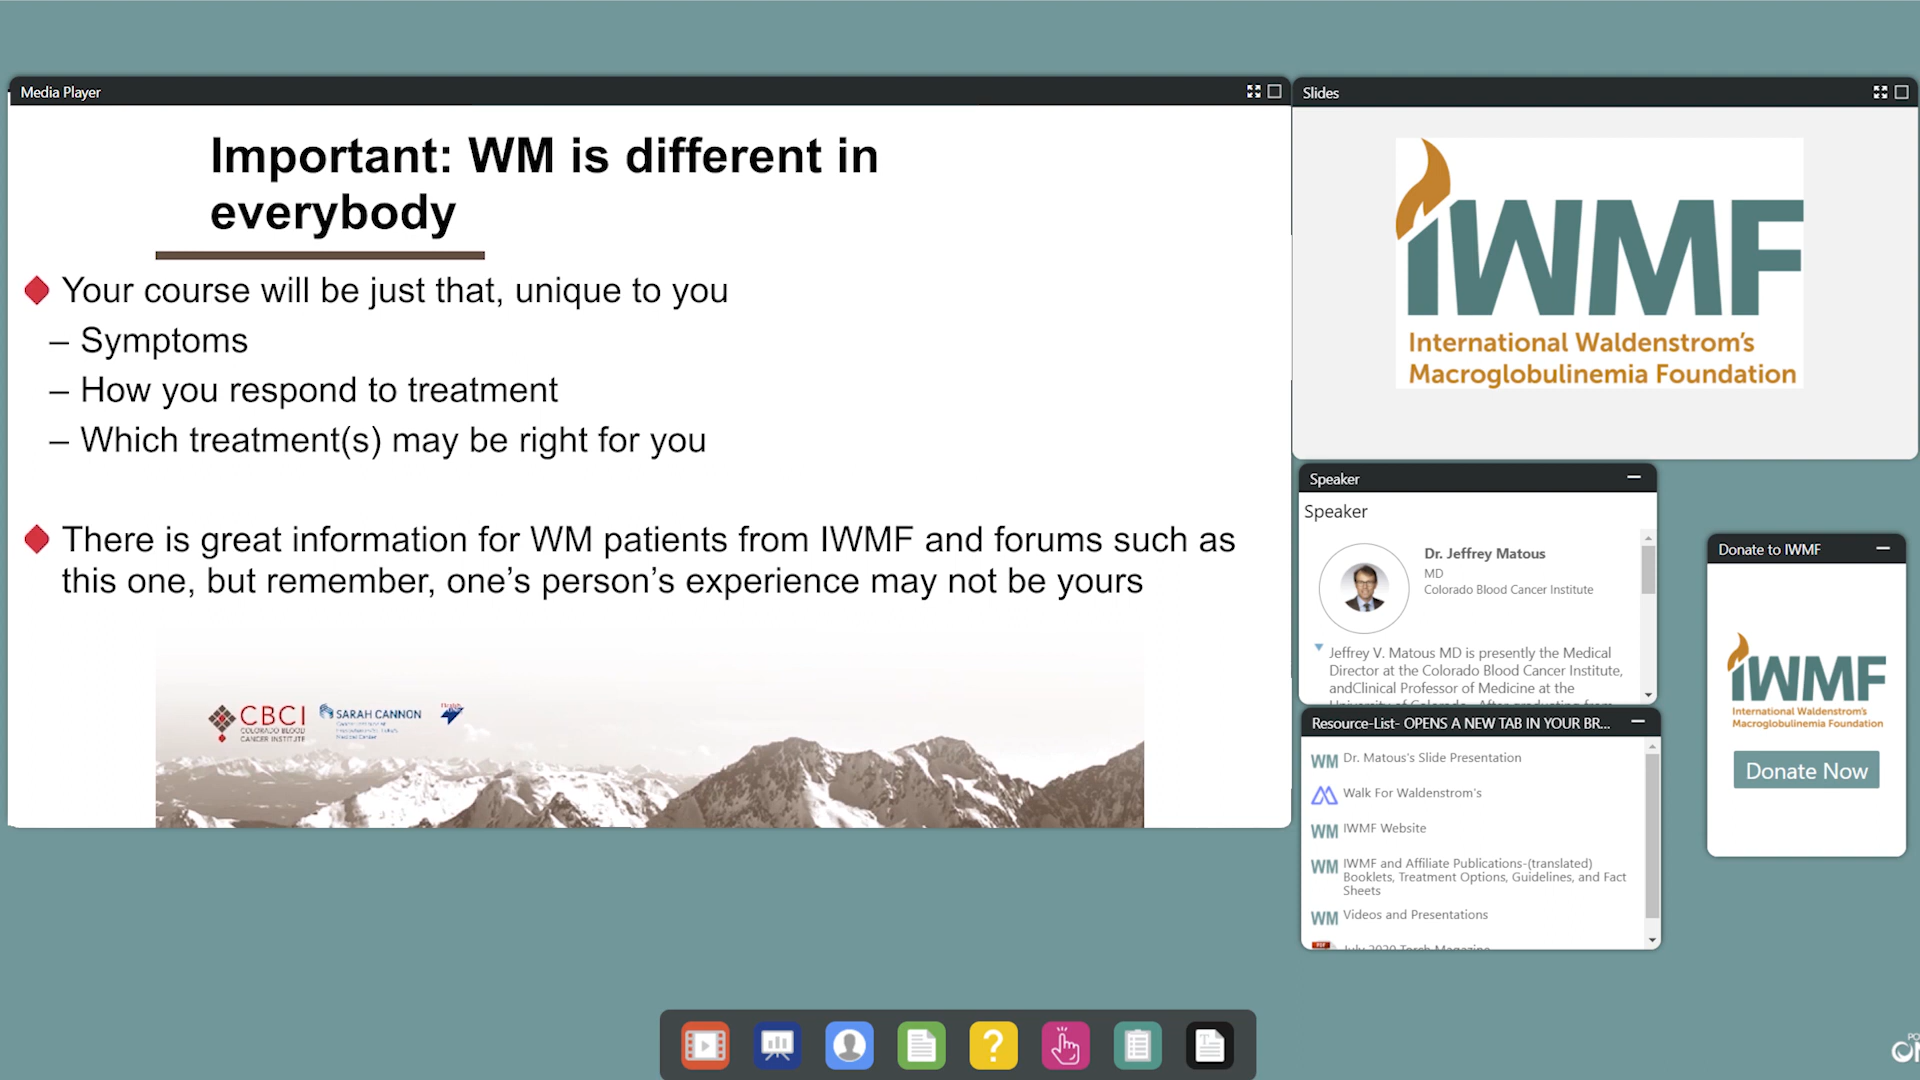 Media Player
Important: WM is different in
everybody
Your course will be just that, unique to you
– Symptoms
– How you respond to treatment
– Which treatment(s) may be right for you
There is great information for WM patients from IWMF and forums such as
this one, but remember, one’s person’s experience may not be yours
CBCI
COLORADO BLOOD
CANCER INSTITUTE
SARAH CANNON
Slides
IWMF
International Waldenstrom's
Macroglobulinemia Foundation
Speaker
Speaker
Dr. Jeffrey Matous
MD
Colorado Blood Cancer Institute
Jeffrey V. Matous MD is presently the Medical
Director at the Colorado Blood Cancer Institute,
andClinical Professor of Medicine at the
Resource-List- OPENS A NEW TAB IN YOUR BR...
WM Dr. Matous's Slide Presentation
Walk For Waldenstrom's
WM IWMF Website
WM IWMF and Affiliate Publications-(translated)
Booklets, Treatment Options, Guidelines, and Fact
Sheets
WM Videos and Presentations
July 2020 Torch Magazine
Donate to IWMF
IWMF
International Waldenstrom's
Macroglobulinemia Foundation
Donate Now